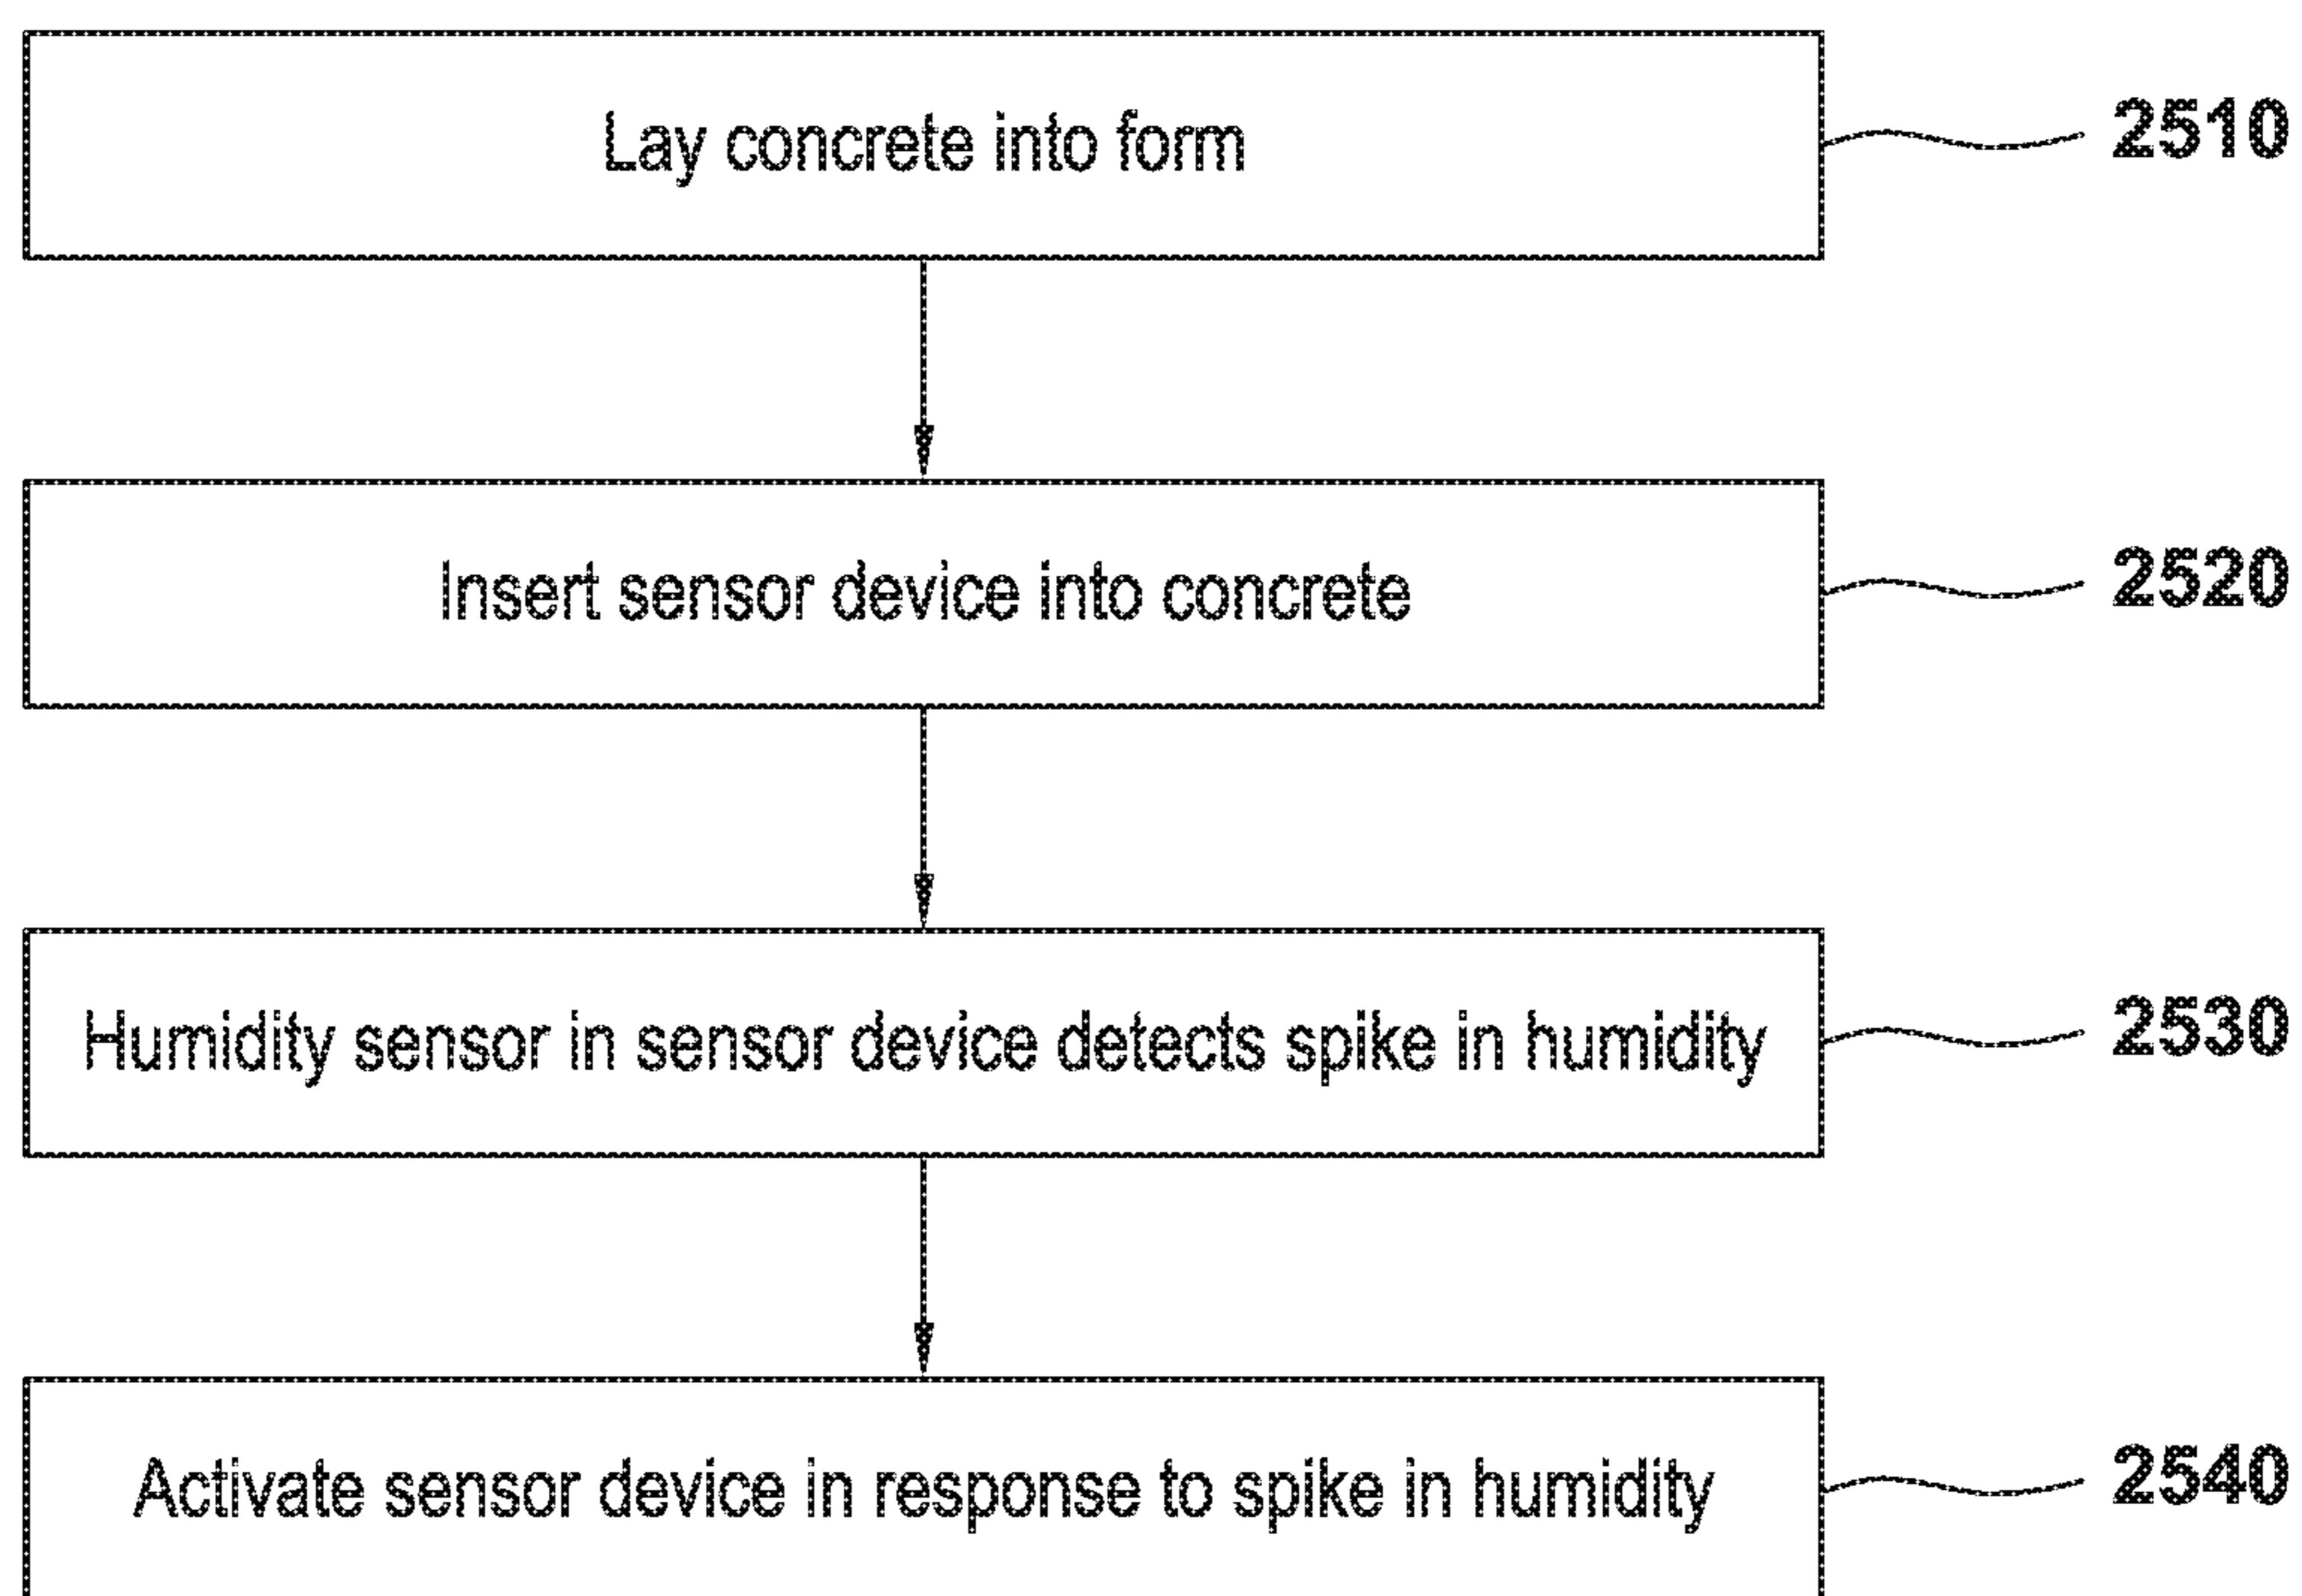 Lay concrete into form
2510
Insert sensor device into concrete
2520
Humidity sensor in sensor device detects spike in humidity
2530
Activate sensor device in response to spike in humidity
2540